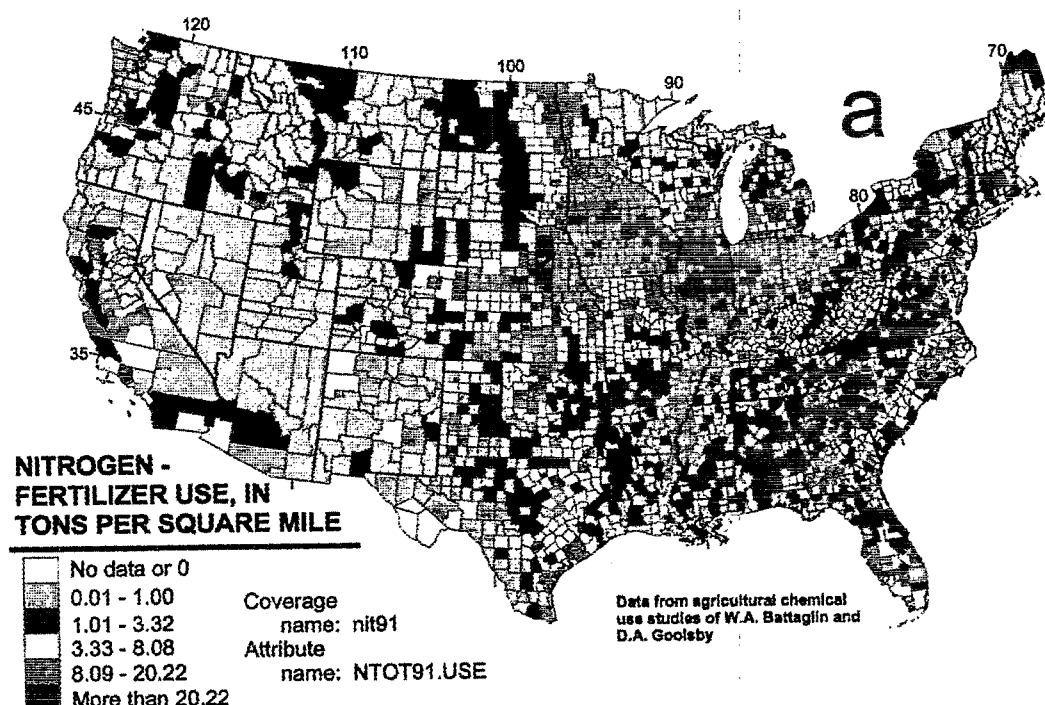 120
110
100
90
70
a
45
80
35
NITROGEN -
FERTILIZER USE, IN
TONS PER SQUARE MILE
No data or 0
0.01 - 1.00
1.01 - 3.32
3.33 - 8.08
8.09 - 20.22
More than 20.22
Coverage
name: nit91
Attribute
name: NTOT91.USE
Data from agricultural chemical
use studies of W.A. Battaglin and
D.A. Goolsby